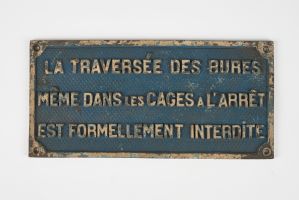 LA TRAVERSÉE DES BURES
MÊME DANS LES CAGES A L'ARRÊT
EST FORMELLEMENT INTERDITE